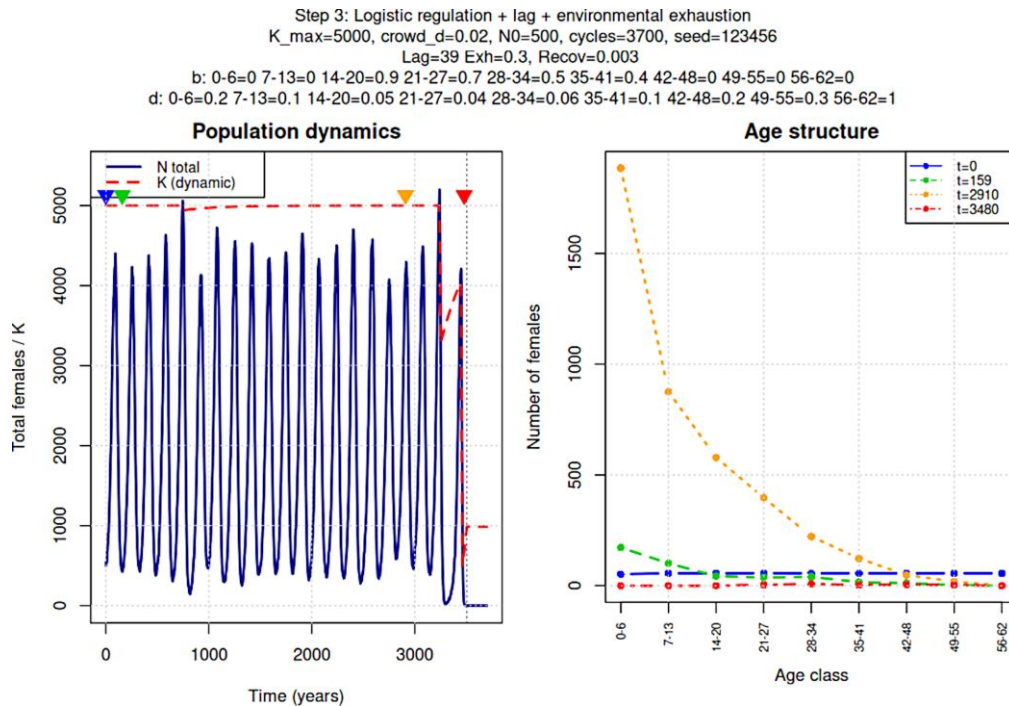 Step 3: Logistic regulation + lag + environmental exhaustion
K_max=5000, crowd_d=0.02, N0=500, cycles=3700, seed=123456
Lag=39 Exh=0.3, Recov=0.003
b: 0-6=0 7-13=0 14-20=0.9 21-27=0.7 28-34=0.5 35-41=0.4 42-48=0 49-55=0 56-62=0
d: 0-6=0.2 7-13=0.1 14-20=0.05 21-27=0.04 28-34=0.06 35-41=0.1 42-48=0.2 49-55=0.3 56-62=1
Population dynamics
N total
K (dynamic)
Total females / K
5000
4000
3000
2000
1000
0
0 1000 2000 3000
Time (years)
Age structure
t=0
t=159
t=2910
t=3480
Number of females
1500
1000
500
0
0-6 7-13 14-20 21-27 28-34 35-41 42-48 49-55 56-62
Age class